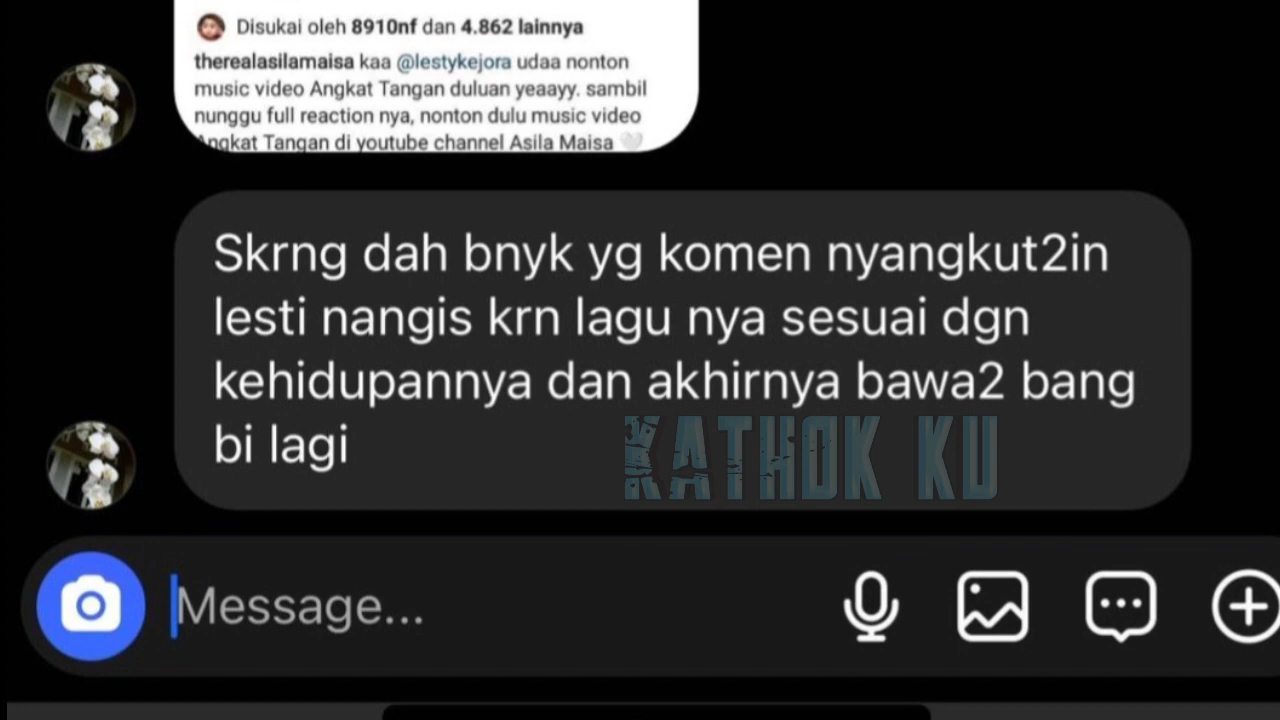 Disukai oleh 8910nf dan 4.862 lainnya
therealasilamaisa kaa @lestykejora udaa nonton
music video Angkat Tangan duluan yeaayy. sambil
nunggu full reaction nya, nonton dulu music video
Angkat Tangan di youtube channel Asila Maisa 🤍
Skrng dah bnyk yg komen nyangkut2in
lesti nangis krn lagu nya sesuai dgn
kehidupannya dan akhirnya bawa2 bang
bi lagi
KATHOK KU
Message...